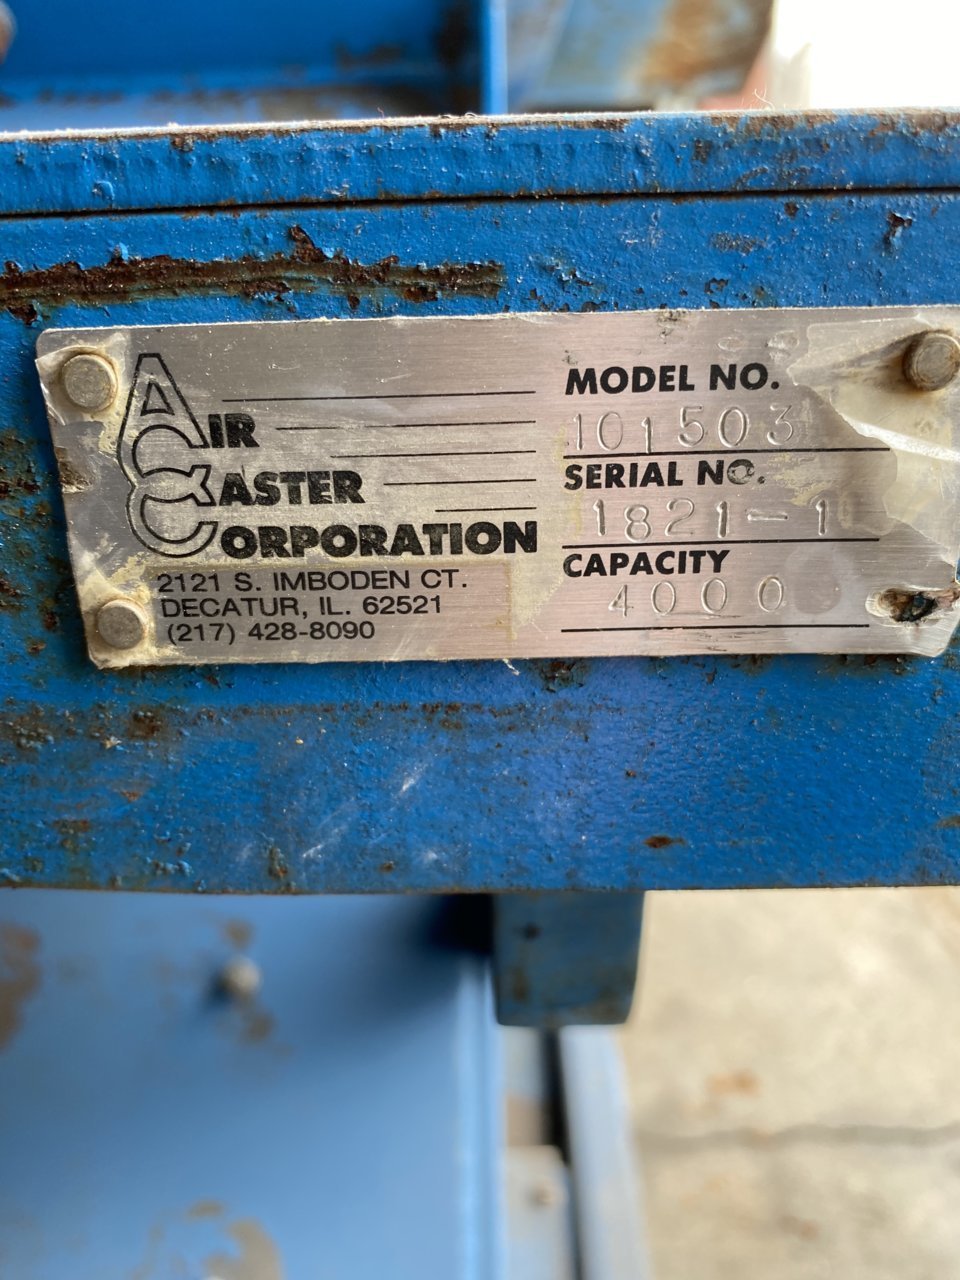 AIR
CASTER
CORPORATION
2121 S. IMBODEN CT.
DECATUR, IL. 62521
(217) 428-8090
MODEL NO.
101503
SERIAL NO.
1821-1
CAPACITY
4000